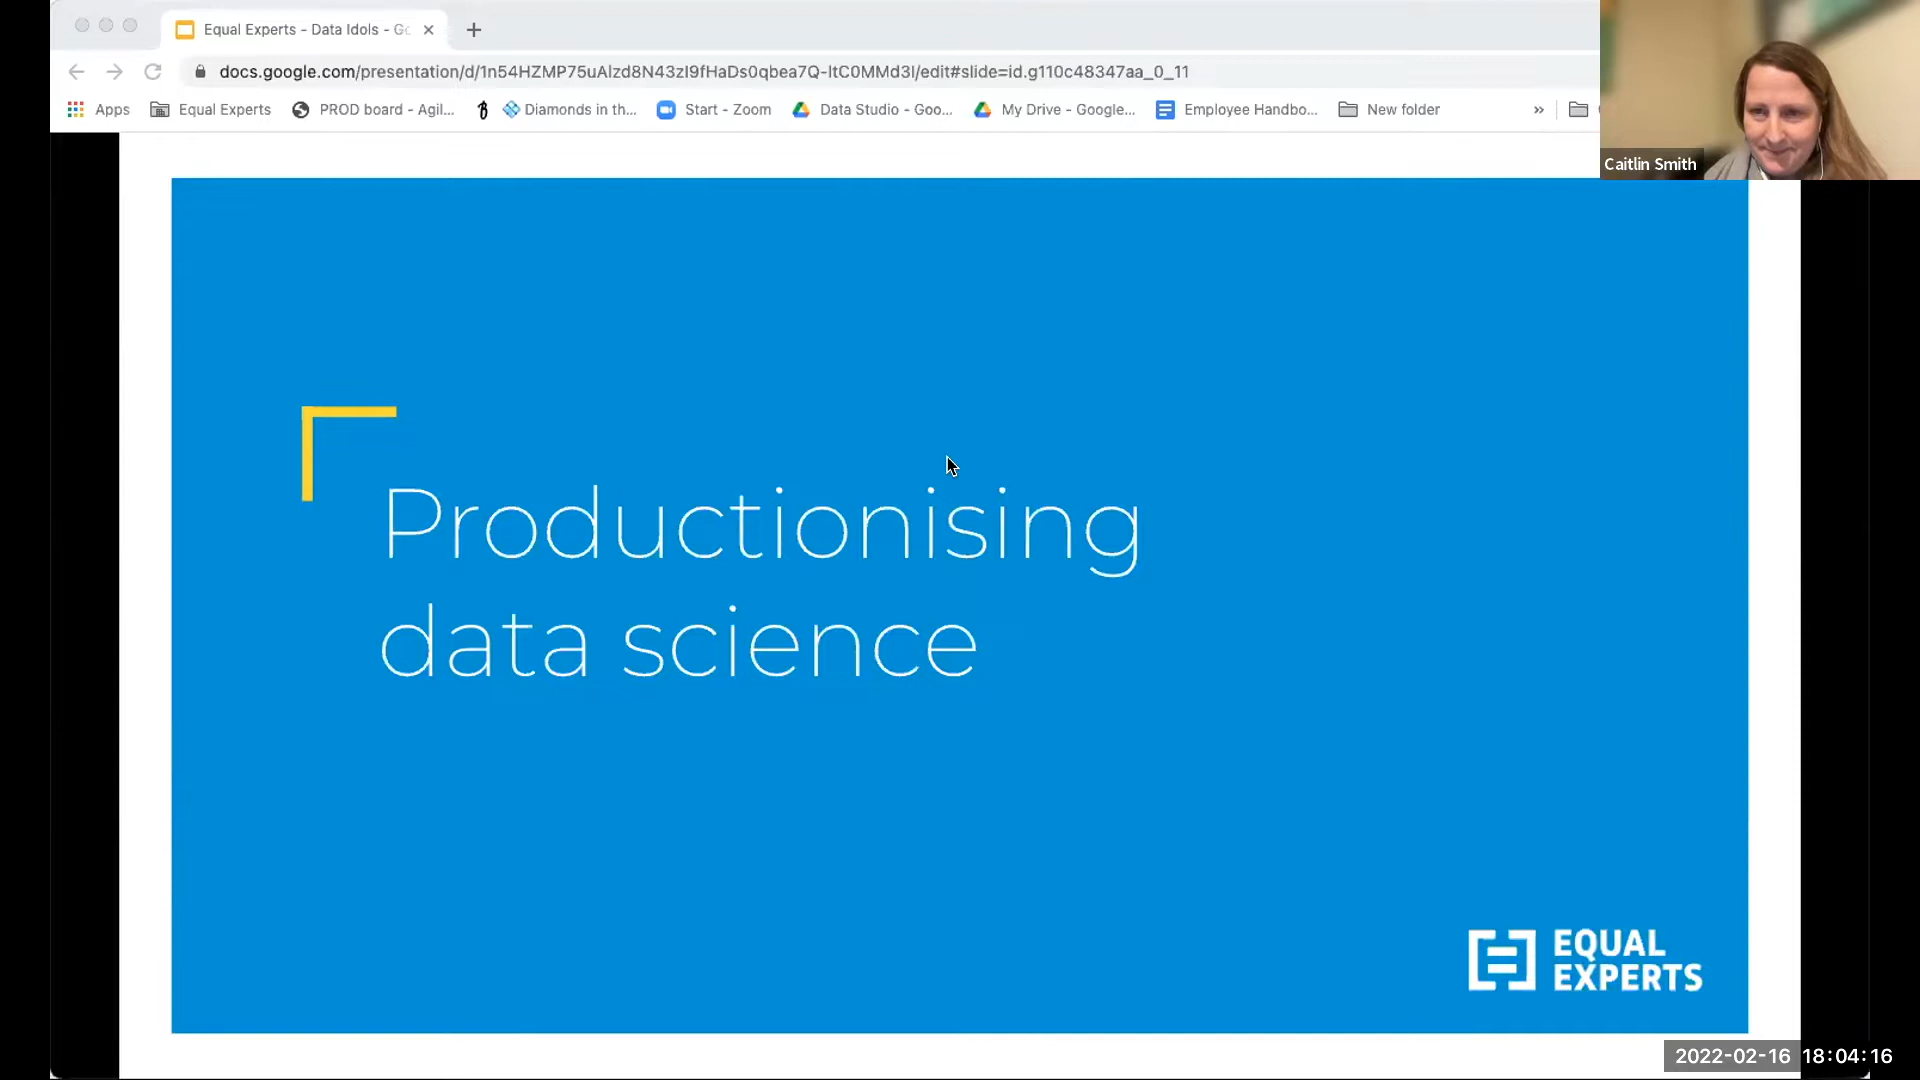 Equal Experts - Data Idols - Go
docs.google.com/presentation/d/1n54HZMP75uAlzd8N43zI9fHaDs0qbea7Q-ItC0MMd3I/edit#slide=id.g110c48347aa_0_11
Apps Equal Experts PROD board - Agil... Diamonds in th... Start - Zoom Data Studio - Goo... My Drive - Google... Employee Handbo... New folder »
Caitlin Smith
Productionising
data science
EQUAL
EXPERTS
2022-02-16 18:04:16